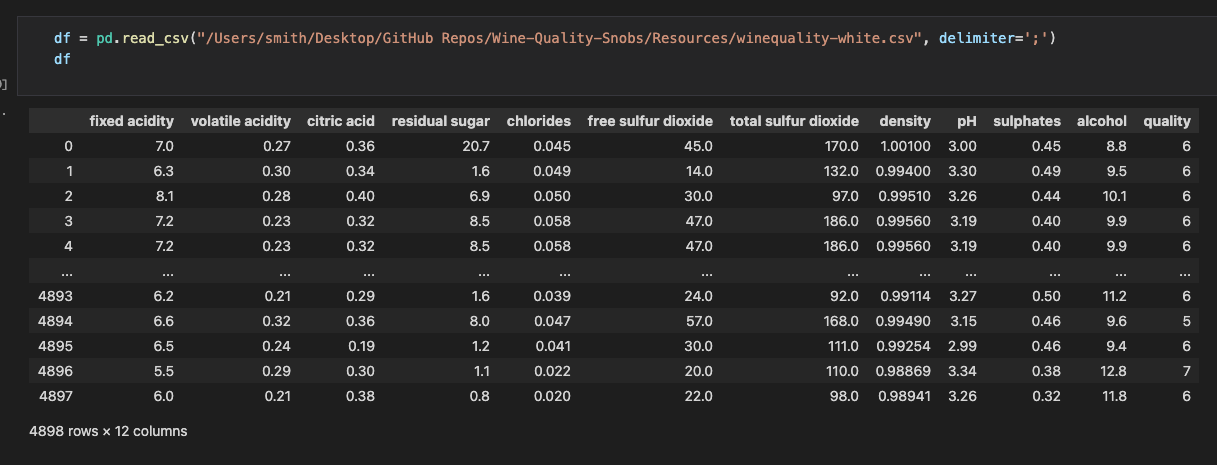 df = pd.read_csv("/Users/smith/Desktop/GitHub Repos/Wine-Quality-Snobs/Resources/winequality-white.csv", delimiter=';')
df
fixed acidity volatile acidity citric acid residual sugar chlorides free sulfur dioxide total sulfur dioxide density pH sulphates alcohol quality
0 7.0 0.27 0.36 20.7 0.045 45.0 170.0 1.00100 3.00 0.45 8.8 6
1 6.3 0.30 0.34 1.6 0.049 14.0 132.0 0.99400 3.30 0.49 9.5 6
2 8.1 0.28 0.40 6.9 0.050 30.0 97.0 0.99510 3.26 0.44 10.1 6
3 7.2 0.23 0.32 8.5 0.058 47.0 186.0 0.99560 3.19 0.40 9.9 6
4 7.2 0.23 0.32 8.5 0.058 47.0 186.0 0.99560 3.19 0.40 9.9 6
... ... ... ... ... ... ... ... ... ... ... ... ...
4893 6.2 0.21 0.29 1.6 0.039 24.0 92.0 0.99114 3.27 0.50 11.2 6
4894 6.6 0.32 0.36 8.0 0.047 57.0 168.0 0.99490 3.15 0.46 9.6 5
4895 6.5 0.24 0.19 1.2 0.041 30.0 111.0 0.99254 2.99 0.46 9.4 6
4896 5.5 0.29 0.30 1.1 0.022 20.0 110.0 0.98869 3.34 0.38 12.8 7
4897 6.0 0.21 0.38 0.8 0.020 22.0 98.0 0.98941 3.26 0.32 11.8 6
4898 rows × 12 columns